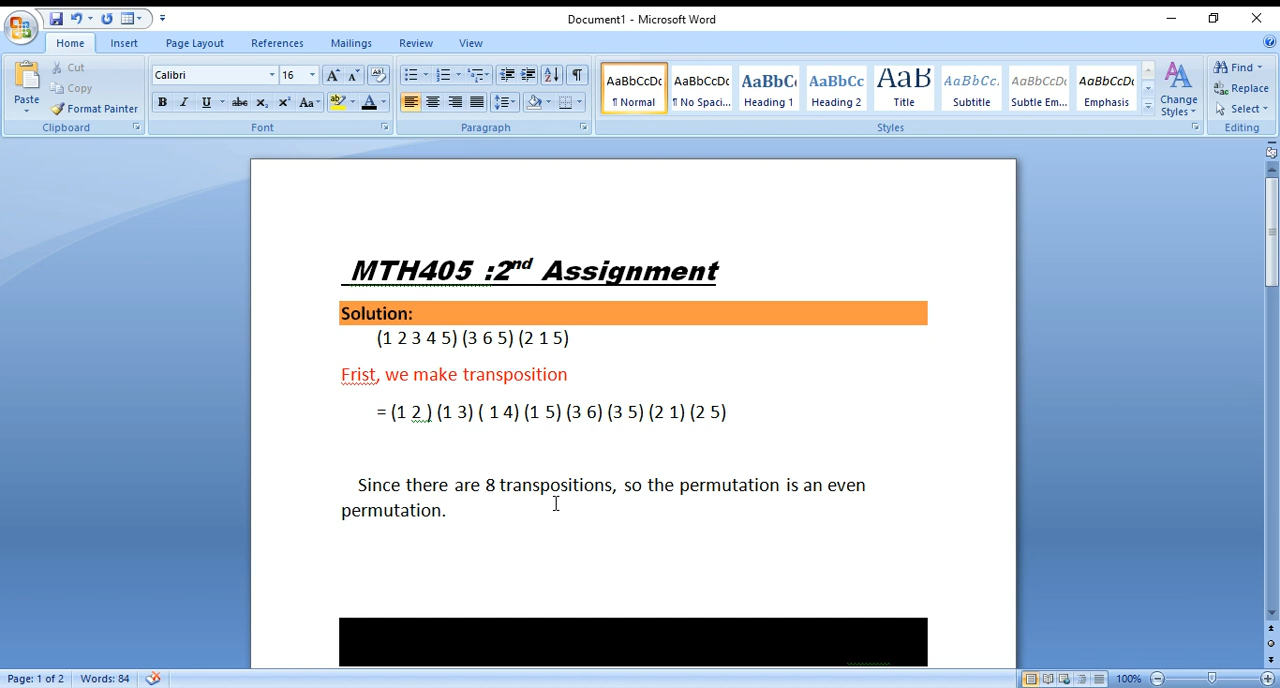 Document1 - Microsoft Word
Home Insert Page Layout References Mailings Review View
Paste
Cut
Copy
Format Painter
Clipboard
Calibri 16
B I U abe X₂ X² Aa
Font
Paragraph
AaBbCcDc AaBbCcDc AaBbC( AaBbCc AaB AaBbCc. AaBbCcDc AaBbCcDc
¶ Normal ¶ No Spaci... Heading 1 Heading 2 Title Subtitle Subtle Em... Emphasis
Change Styles
Styles
Find
Replace
Select
Editing
MTH405 :2nd Assignment
Solution:
(1 2 3 4 5) (3 6 5) (2 1 5)
Frist, we make transposition
= (1 2 ) (1 3) ( 1 4) (1 5) (3 6) (3 5) (2 1) (2 5)
Since there are 8 transpositions, so the permutation is an even
permutation.
Page: 1 of 2 Words: 84 100%